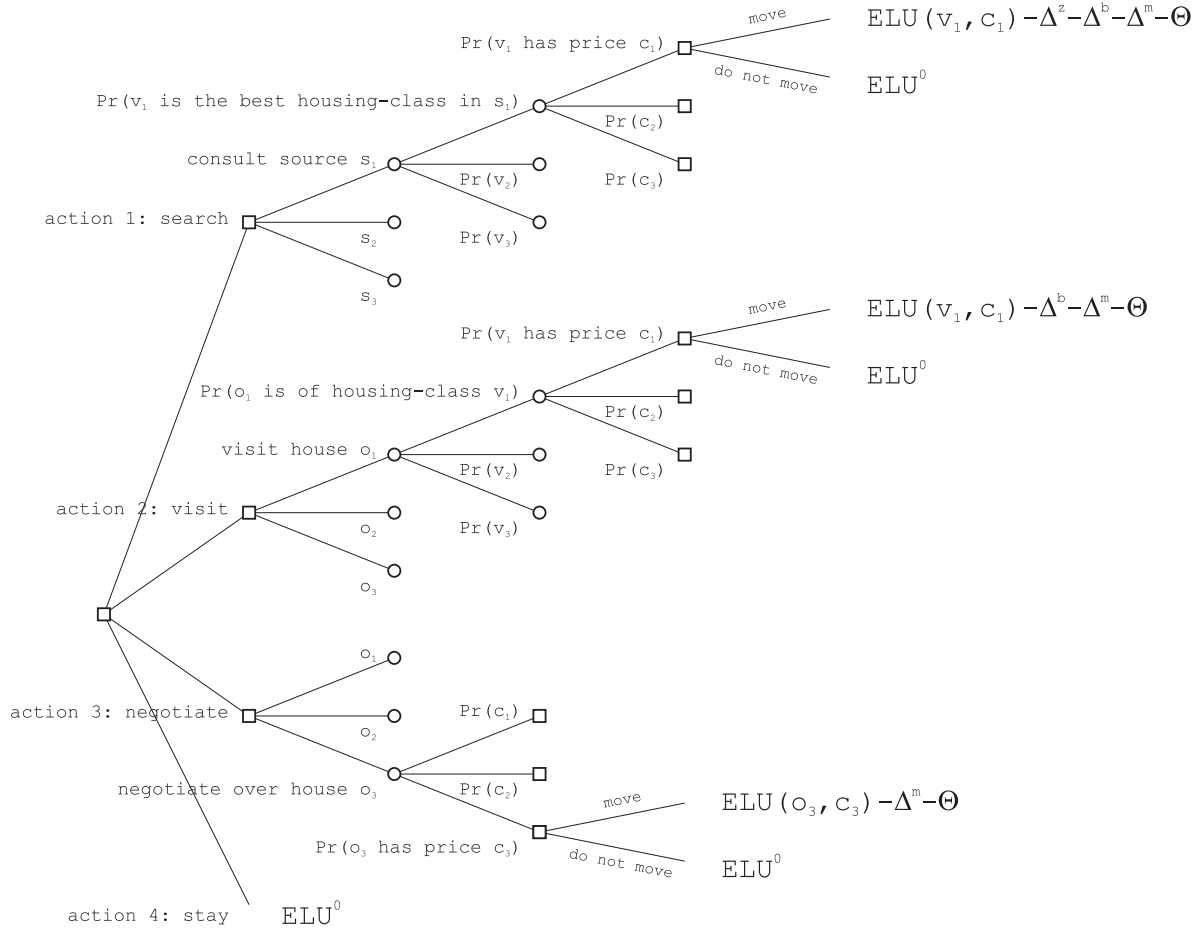 move
ELU(v₁,c₁)-Δᶻ-Δᵇ-Δᵐ-Θ
Pr(v₁ has price c₁)
do not move
ELU⁰
Pr(v₁ is the best housing-class in s₁)
Pr(c₂)
consult source s₁
Pr(v₂)
Pr(c₃)
action 1: search
s₂
Pr(v₃)
s₃
move
ELU(v₁,c₁)-Δᵇ-Δᵐ-Θ
Pr(v₁ has price c₁)
do not move
ELU⁰
Pr(o₁ is of housing-class v₁)
Pr(c₂)
visit house o₁
Pr(v₂)
Pr(c₃)
action 2: visit
o₂
Pr(v₃)
o₃
o₁
action 3: negotiate
Pr(c₁)
o₂
negotiate over house o₃
Pr(c₂)
move
ELU(o₃,c₃)-Δᵐ-Θ
Pr(o₃ has price c₃)
do not move
ELU⁰
action 4: stay
ELU⁰